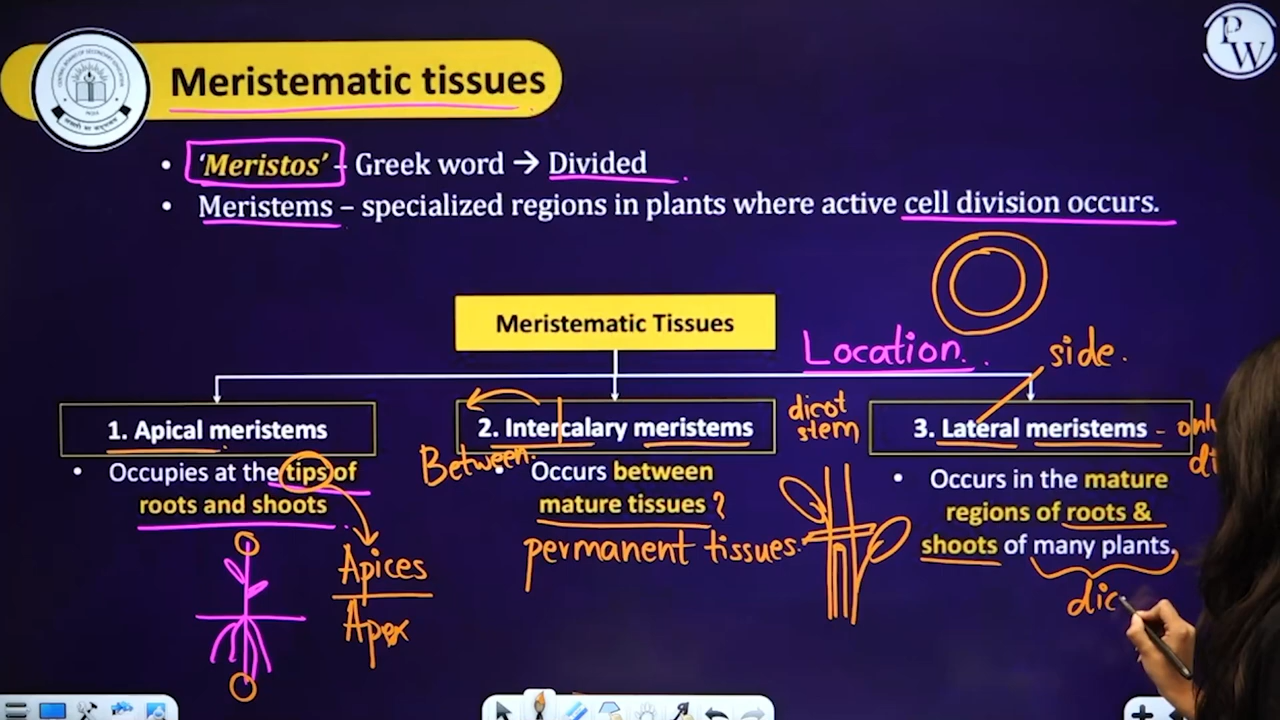 PW
Meristematic tissues
• 'Meristos' – Greek word → Divided
• Meristems – specialized regions in plants where active cell division occurs.
Meristematic Tissues
Location
side.
1. Apical meristems
2. Intercalary meristems
dicot
stem
3. Lateral meristems - only
di
• Occupies at the tips of
roots and shoots
Between.
• Occurs between
mature tissues ?
permanent tissues.
• Occurs in the mature
regions of roots &
shoots of many plants.
dic
Apices
Apex